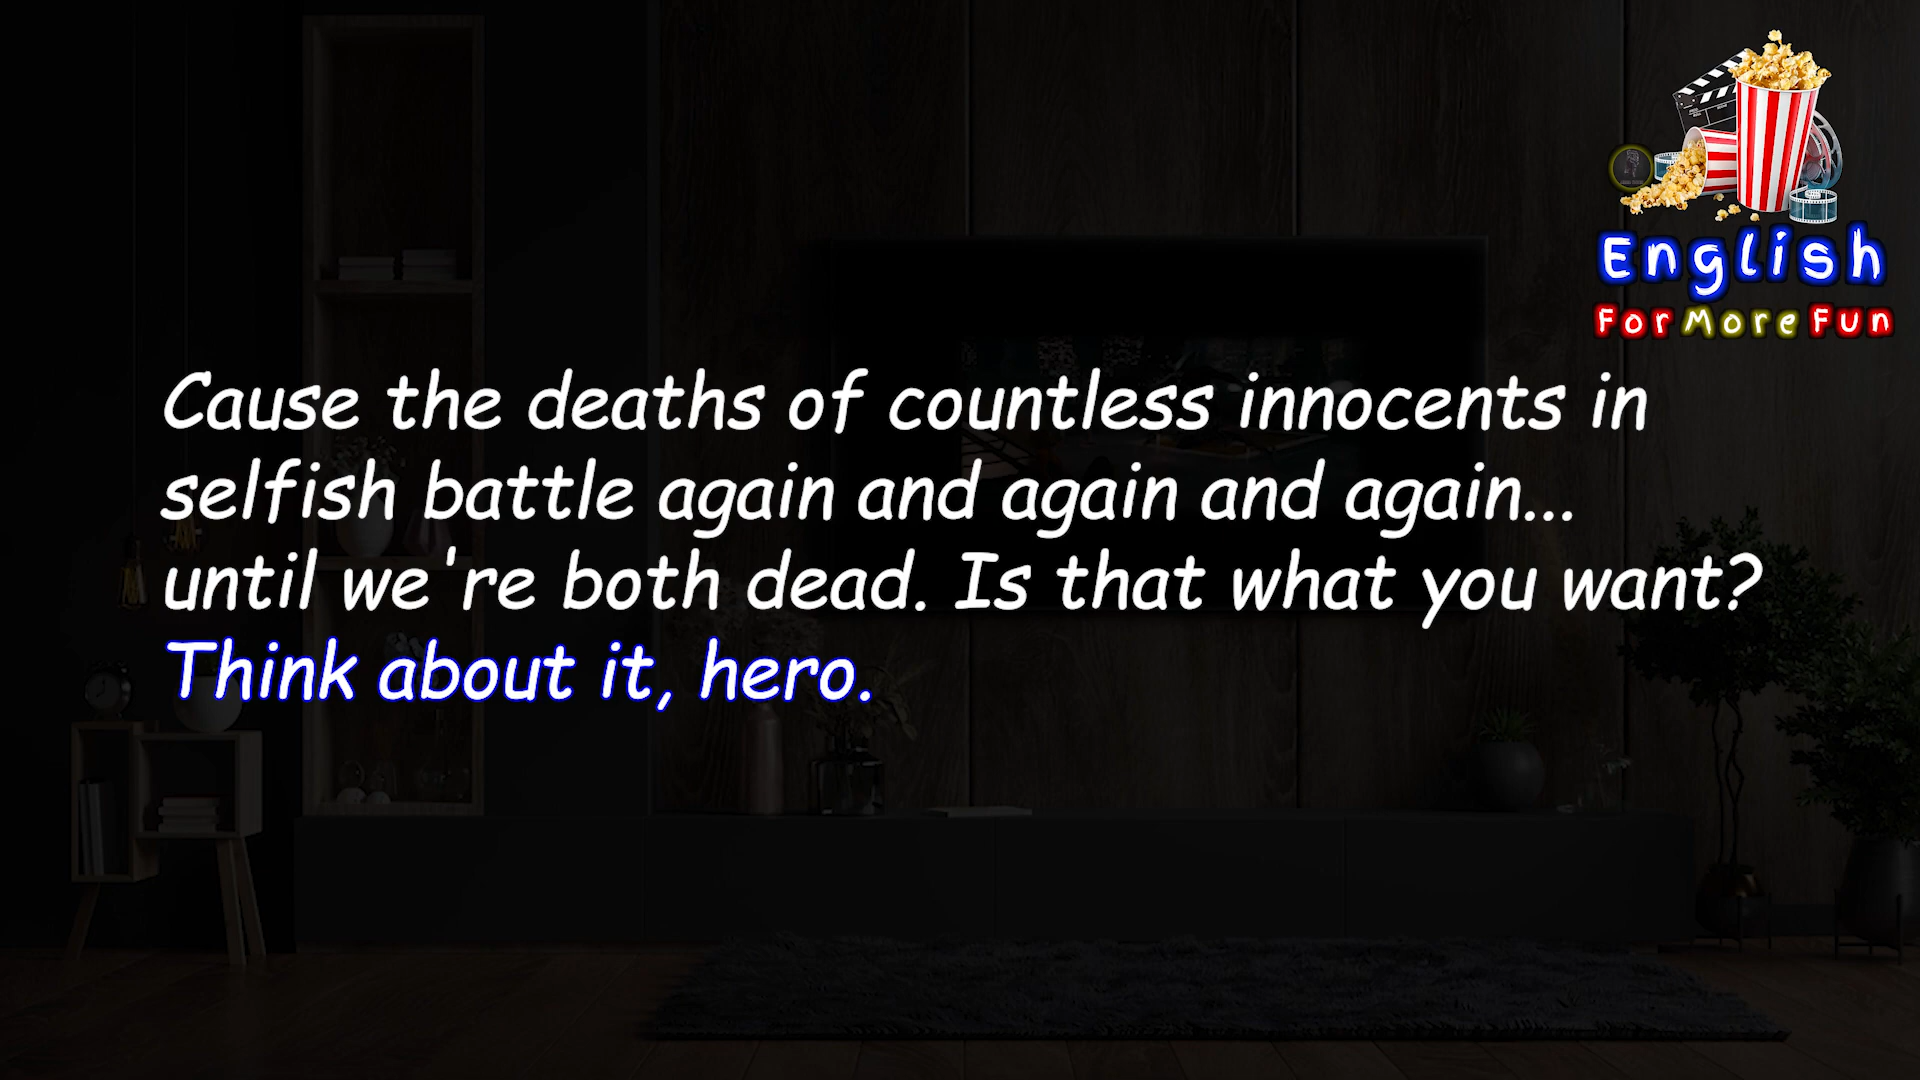 English
For More Fun
Cause the deaths of countless innocents in
selfish battle again and again and again...
until we're both dead. Is that what you want?
Think about it, hero.